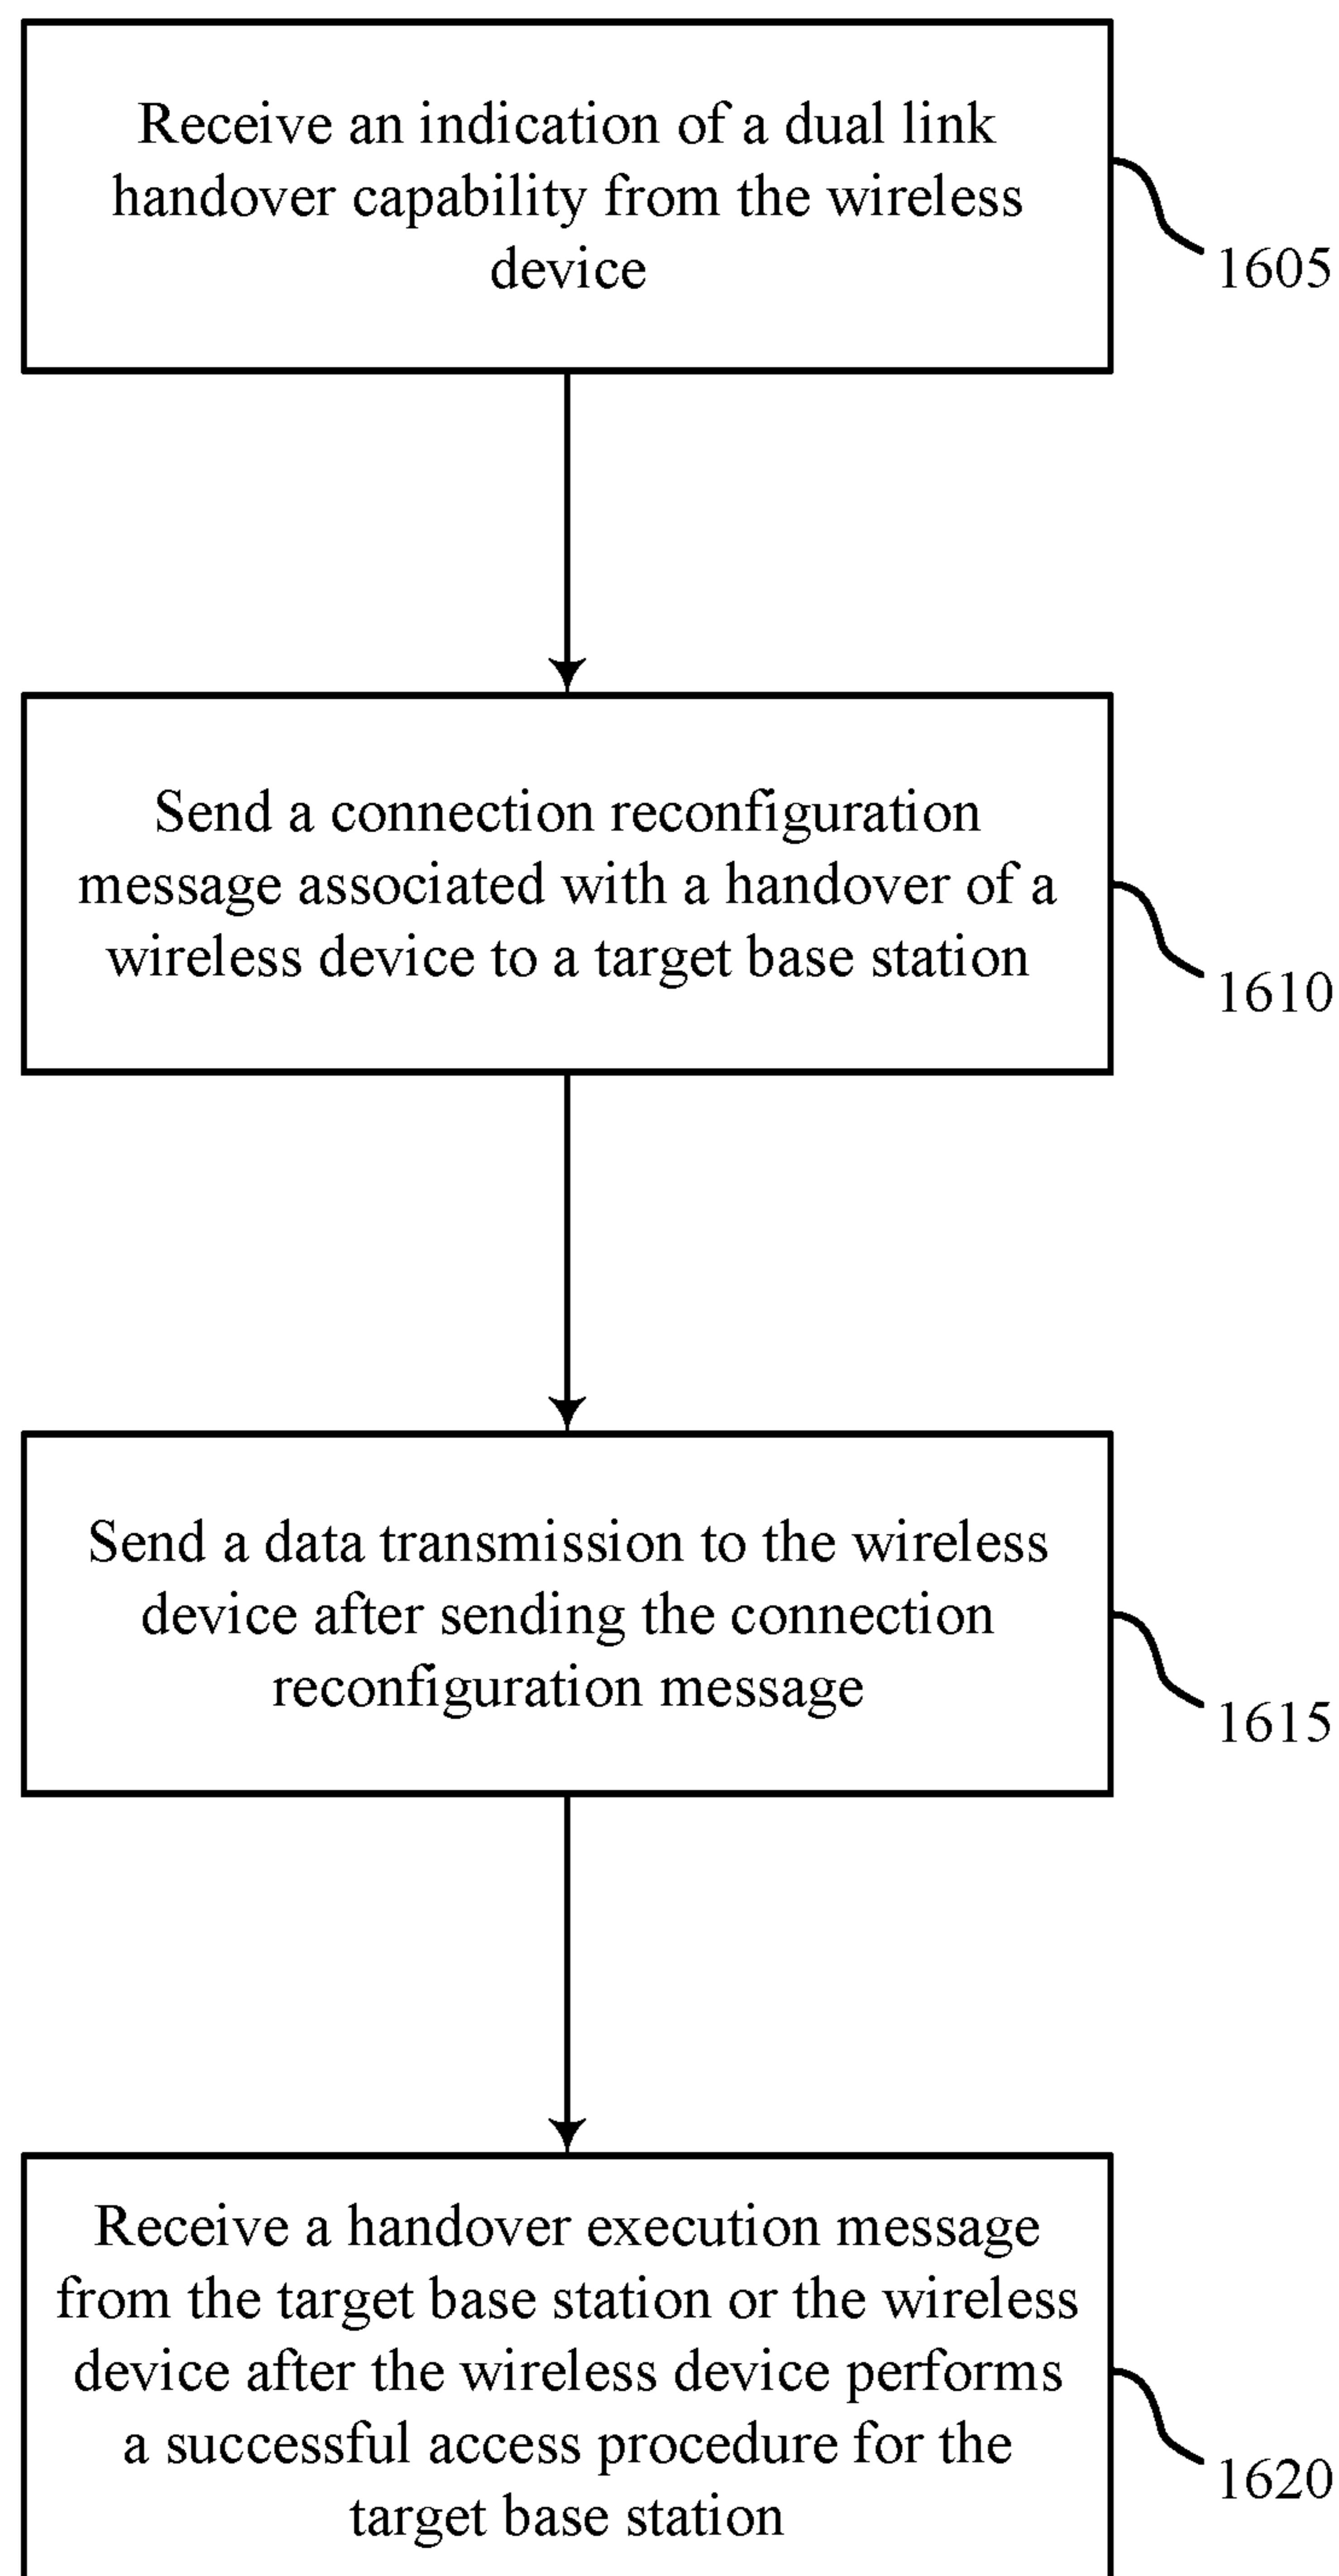 Receive an indication of a dual link
handover capability from the wireless
device
1605
Send a connection reconfiguration
message associated with a handover of a
wireless device to a target base station
1610
Send a data transmission to the wireless
device after sending the connection
reconfiguration message
1615
Receive a handover execution message
from the target base station or the wireless
device after the wireless device performs
a successful access procedure for the
target base station
1620